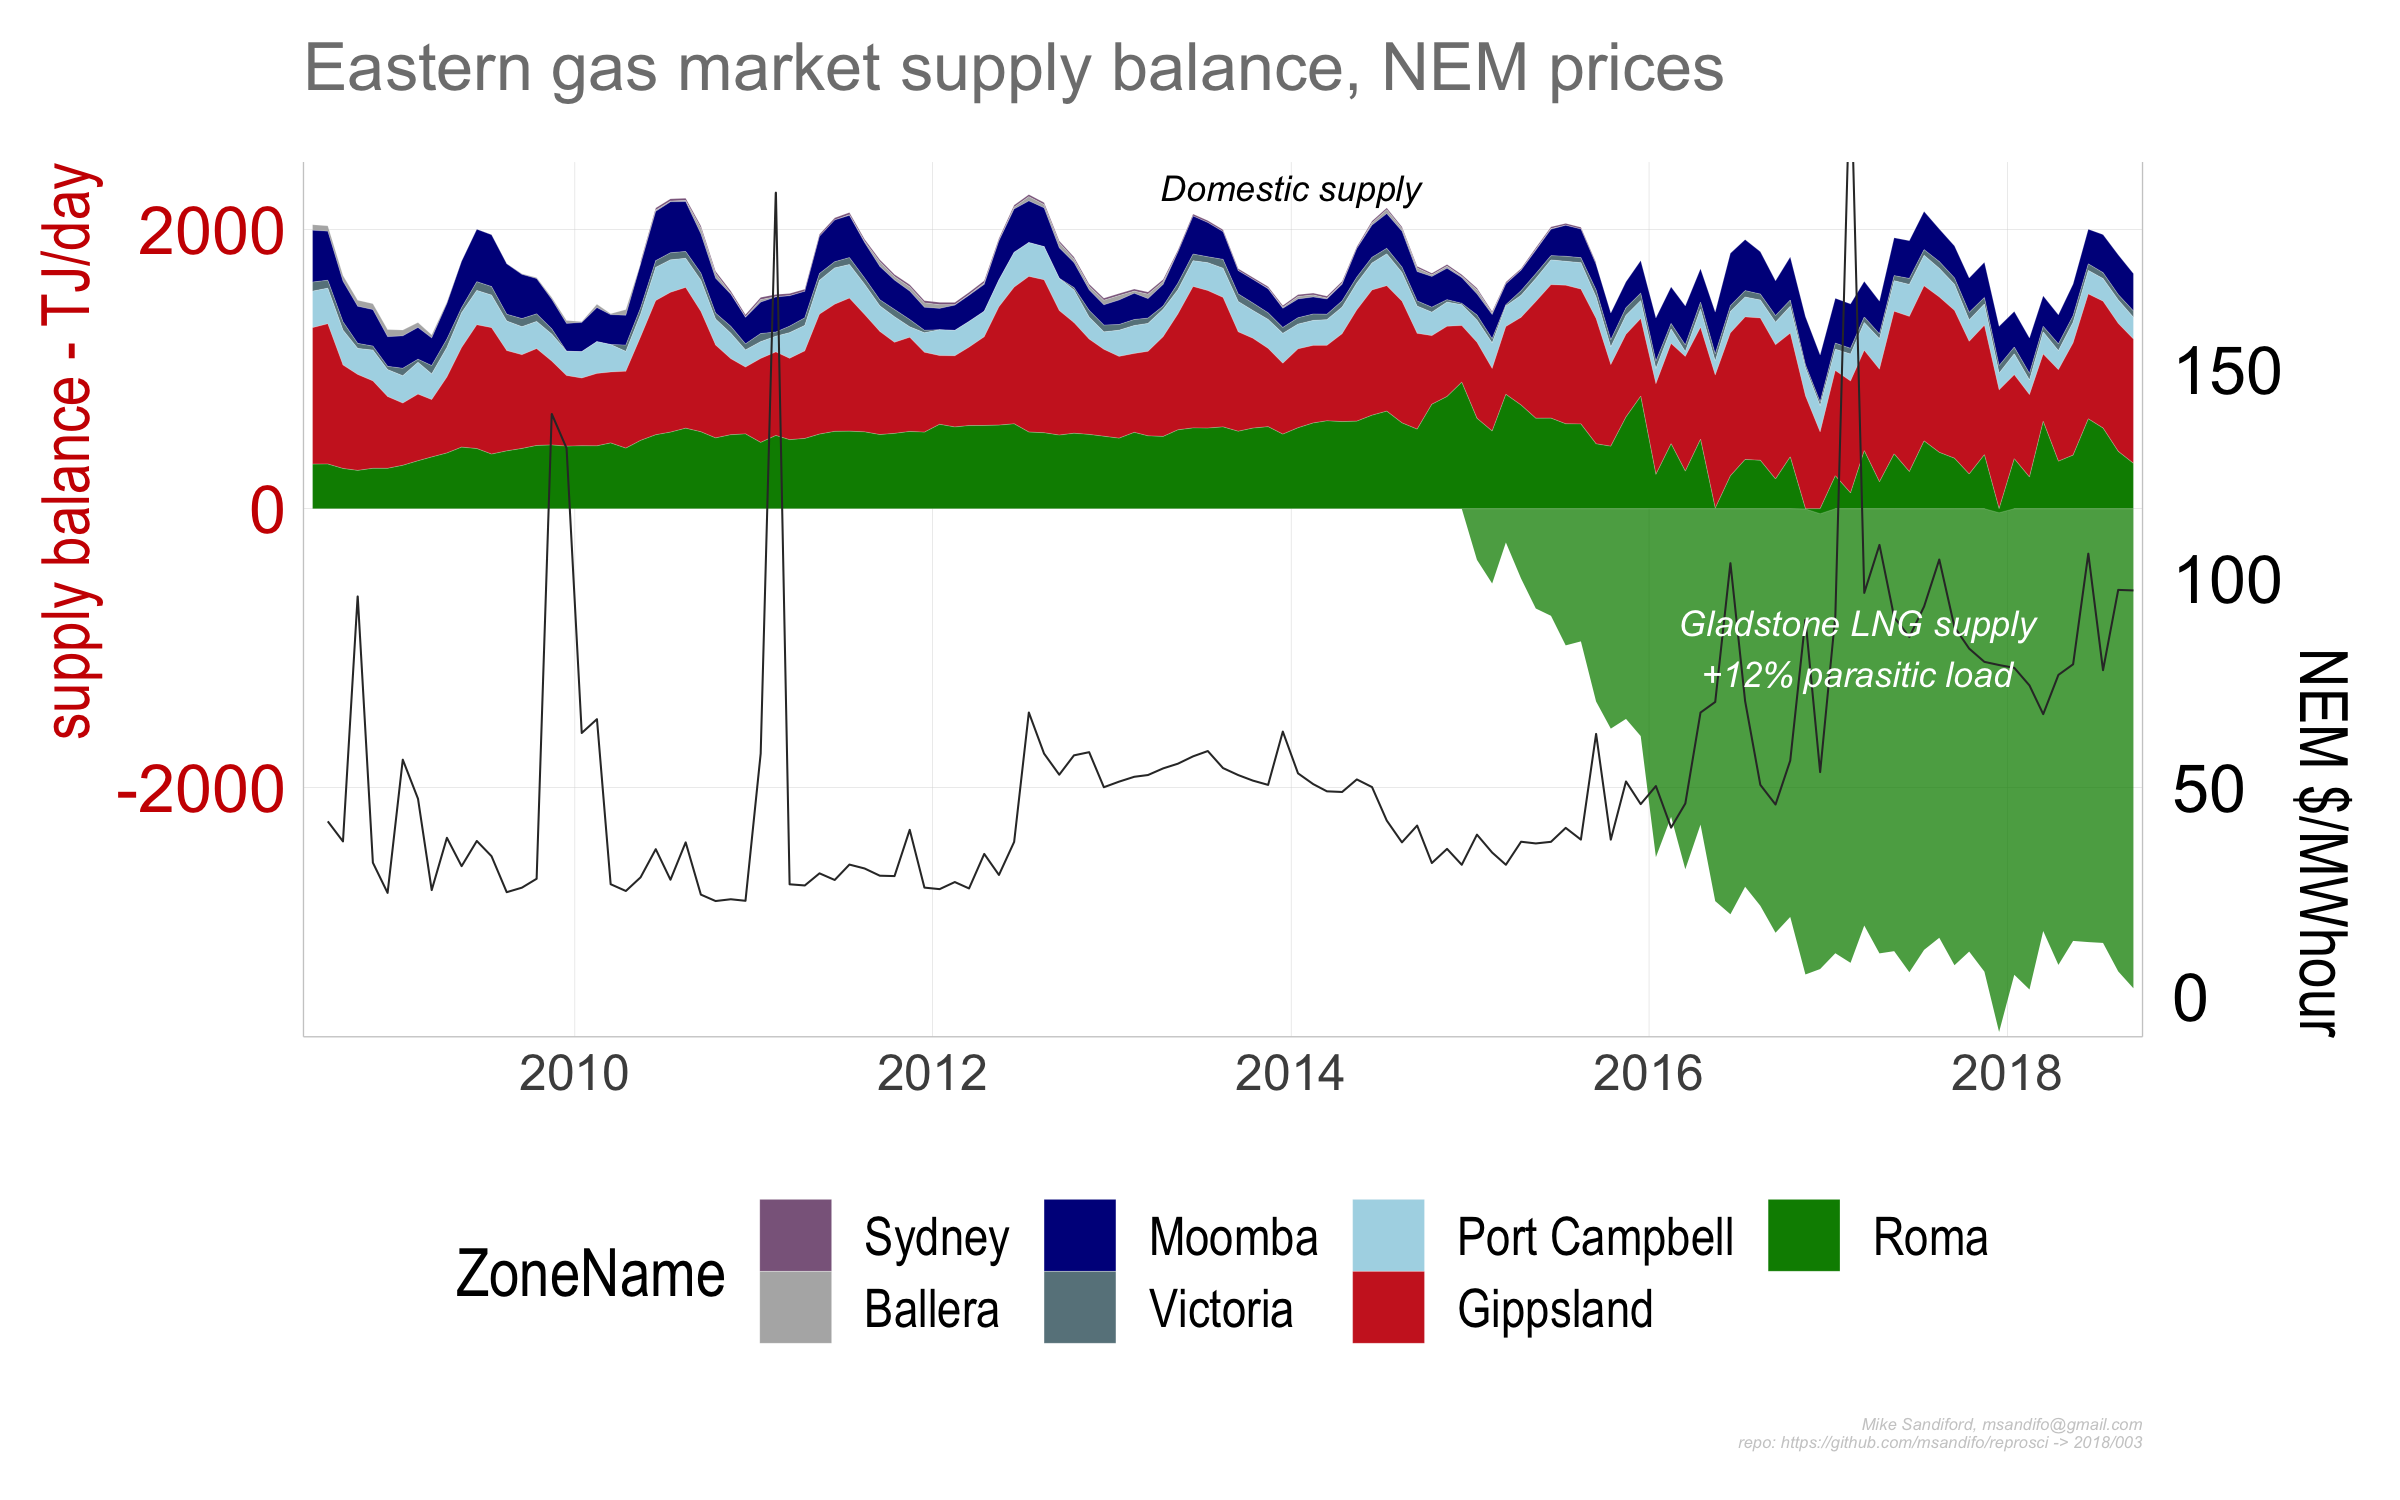 Eastern gas market supply balance, NEM prices
supply balance - TJ/day
2000
0
-2000
Domestic supply
Gladstone LNG supply
+12% parasitic load
150
100
50
0
NEM $/MWhour
2010 2012 2014 2016 2018
ZoneName
Sydney Moomba Port Campbell Roma
Ballera Victoria Gippsland
Mike Sandiford, msandifo@gmail.com
repo: https://github.com/msandifo/reprosci -> 2018/003